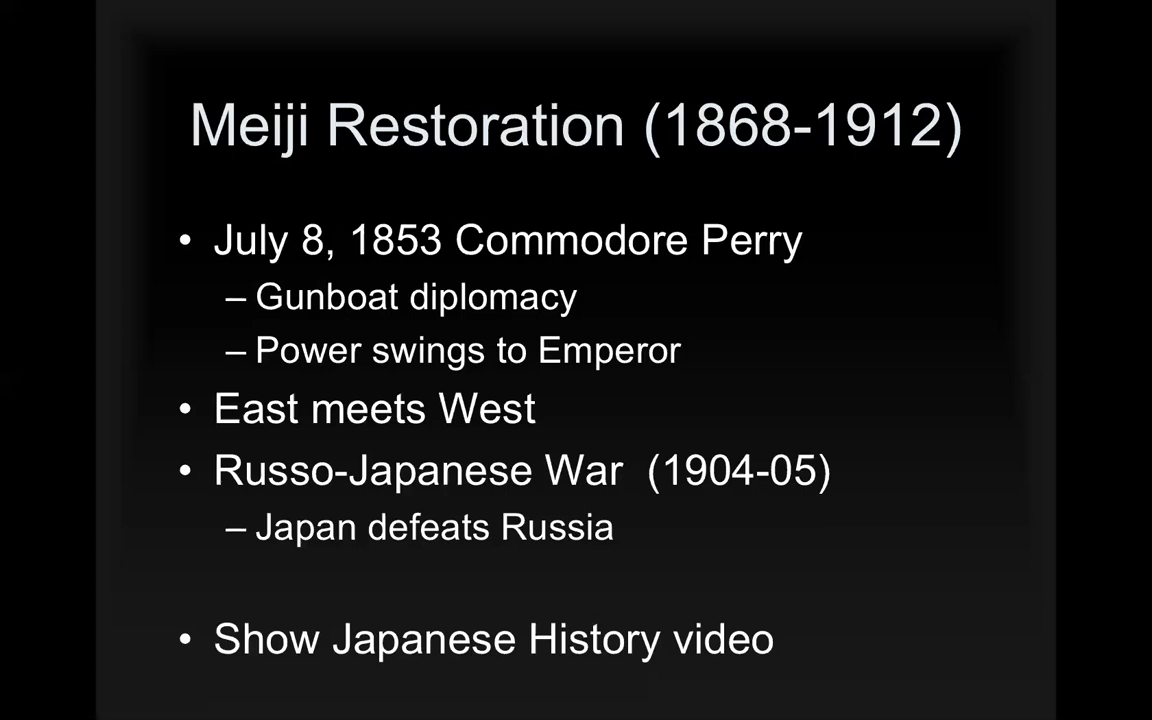 Meiji Restoration (1868-1912)
• July 8, 1853 Commodore Perry
– Gunboat diplomacy
– Power swings to Emperor
• East meets West
• Russo-Japanese War (1904-05)
– Japan defeats Russia
• Show Japanese History video